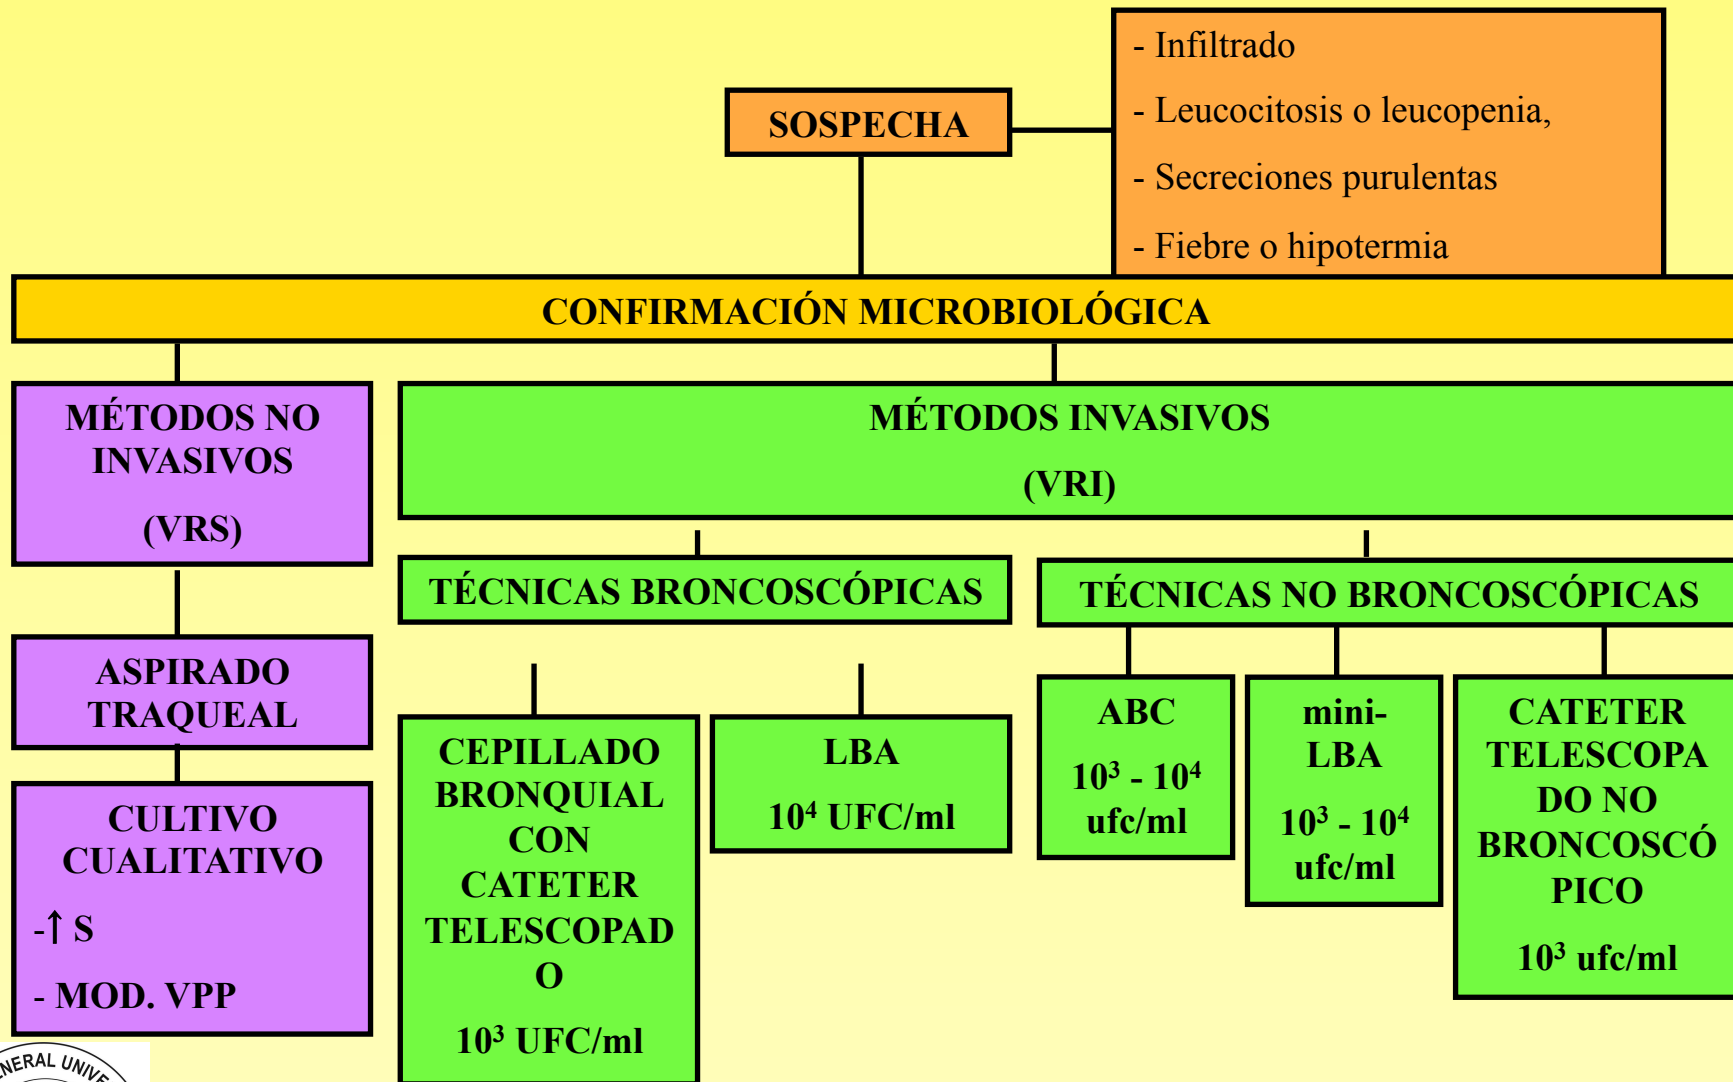 SOSPECHA
- Infiltrado
- Leucocitosis o leucopenia,
- Secreciones purulentas
- Fiebre o hipotermia
CONFIRMACIÓN MICROBIOLÓGICA
MÉTODOS NO
INVASIVOS
(VRS)
ASPIRADO
TRAQUEAL
CULTIVO
CUALITATIVO
-↑ S
- MOD. VPP
MÉTODOS INVASIVOS
(VRI)
TÉCNICAS BRONCOSCÓPICAS
CEPILLADO
BRONQUIAL
CON
CATETER
TELESCOPAD
O
10³ UFC/ml
LBA
10⁴ UFC/ml
TÉCNICAS NO BRONCOSCÓPICAS
ABC
10³ - 10⁴
ufc/ml
mini-
LBA
10³ - 10⁴
ufc/ml
CATETER
TELESCOPA
DO NO
BRONCOSCÓ
PICO
10³ ufc/ml